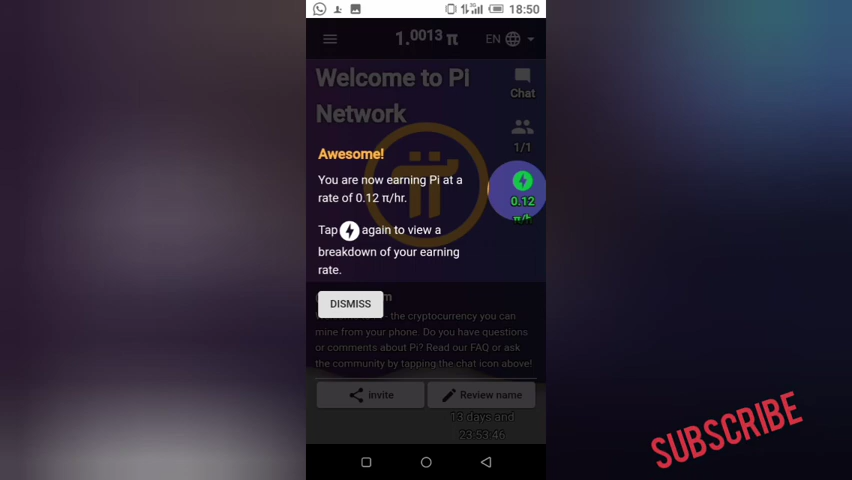 18:50
1.0013 π
EN
Welcome to Pi
Network
Chat
1/1
Awesome!
You are now earning Pi at a
rate of 0.12 π/hr.
0.12
π/h
Tap again to view a
breakdown of your earning
rate.
DISMISS
the cryptocurrency you can
mine from your phone. Do you have questions
or comments about Pi? Read our FAQ or ask
the community by tapping the chat icon above!
invite
Review name
13 days and
23:53:46
SUBSCRIBE